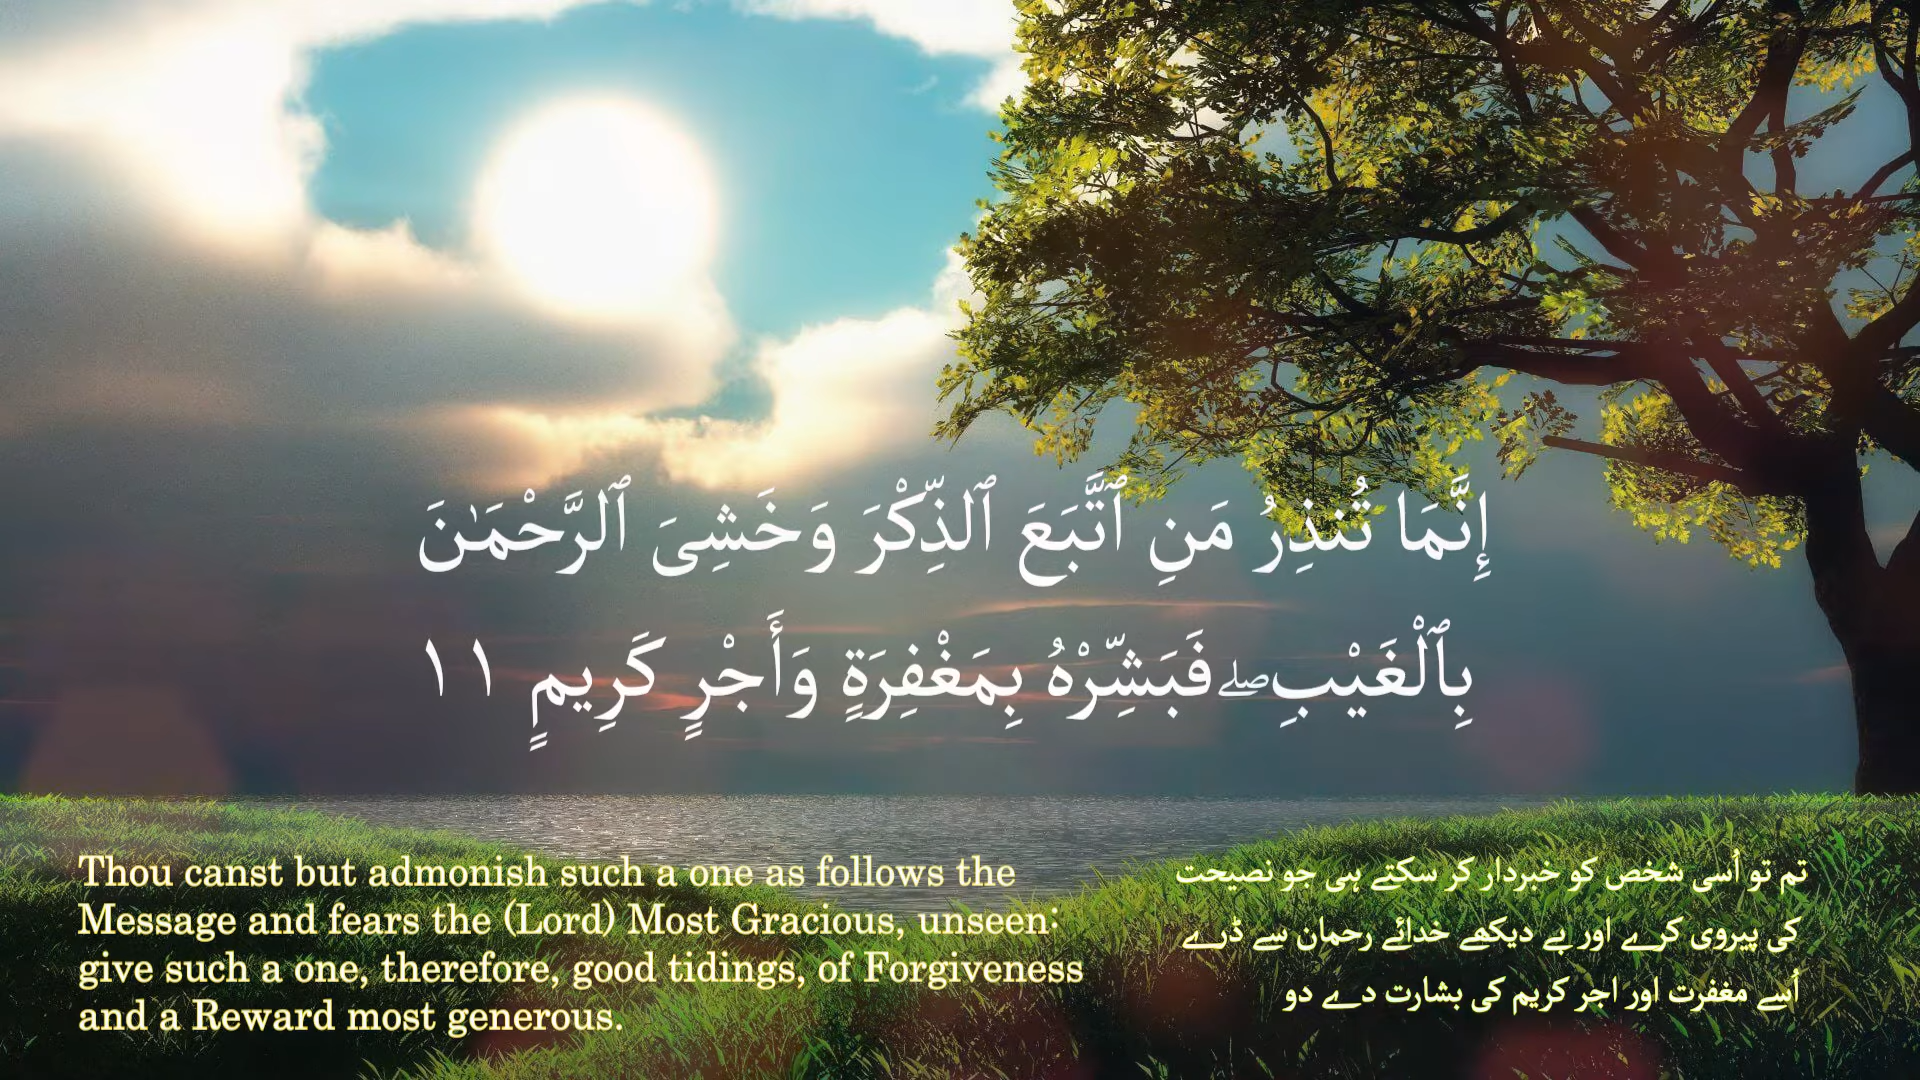 إِنَّمَا تُنذِرُ مَنِ ٱتَّبَعَ ٱلذِّكْرَ وَخَشِىَ ٱلرَّحْمَـٰنَ
بِٱلْغَيْبِ ۖ فَبَشِّرْهُ بِمَغْفِرَةٍ وَأَجْرٍ كَرِيمٍ ١١
Thou canst but admonish such a one as follows the
Message and fears the (Lord) Most Gracious, unseen:
give such a one, therefore, good tidings, of Forgiveness
and a Reward most generous.
تم تو اُسی شخص کو خبردار کر سکتے ہی جو نصیحت
کی پیروی کرے اور بے دیکھے خدائے رحمان سے ڈرے
اُسے مغفرت اور اجر کریم کی بشارت دے دو